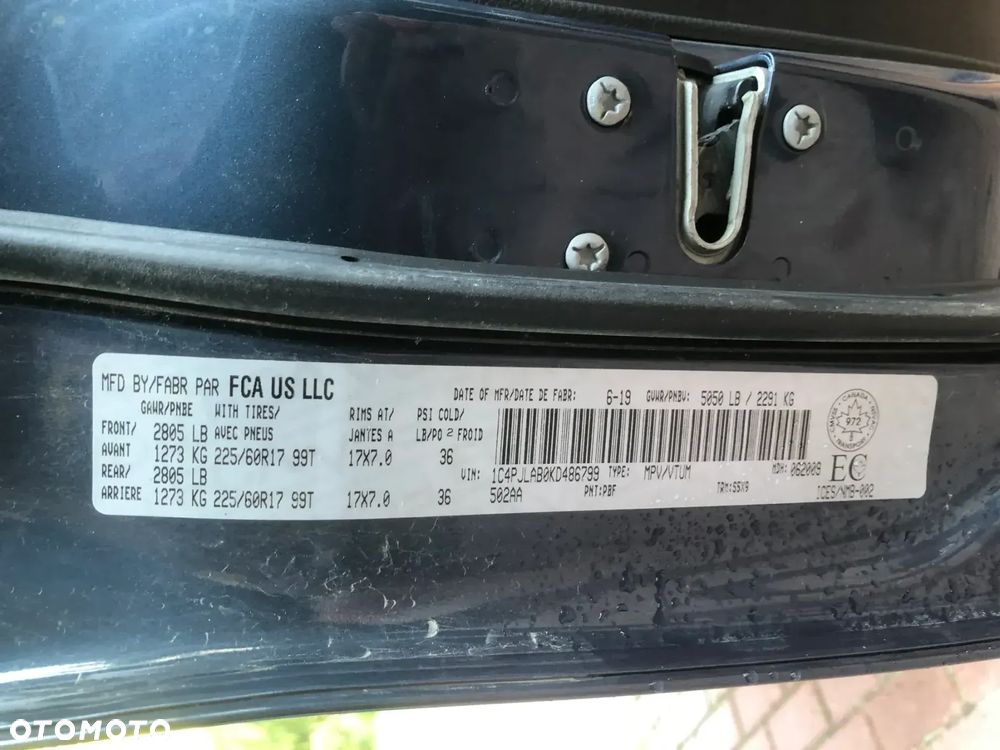 MFD BY/FABR PAR FCA US LLC
DATE OF MFR/DATE DE FABR: 6-19 GVWR/PNBV: 5050 LB / 2291 KG
GAWR/PNBE WITH TIRES/ RIMS AT/ PSI COLD/
FRONT/ 2805 LB AVEC PNEUS JANTES A LB/PO² FROID
AVANT 1273 KG 225/60R17 99T 17X7.0 36
REAR/ 2805 LB
ARRIERE 1273 KG 225/60R17 99T 17X7.0 36
VIN: 1C4PJLAB0KD486799 TYPE: MPV/VTUM MDH: 062009
502AA PNT:PBF TRM:S5X9
CANADA
972
TRANSPORT
EC
ICES/NMB-002
OTOMOTO